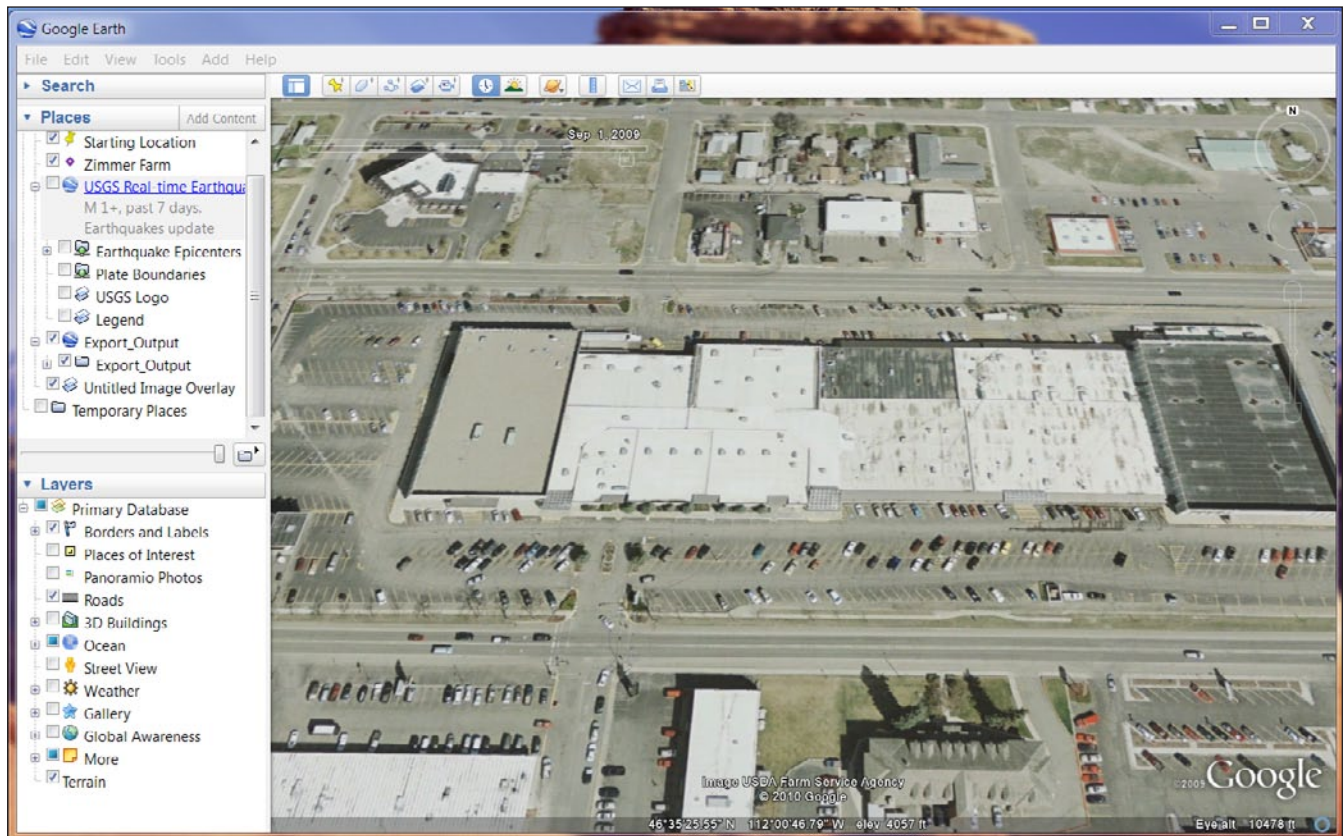 Google Earth
File Edit View Tools Add Help
Search
Places Add Content
Starting Location
Zimmer Farm
USGS Real-time Earthqua
M 1+, past 7 days.
Earthquakes update
Earthquake Epicenters
Plate Boundaries
USGS Logo
Legend
Export_Output
Export_Output
Untitled Image Overlay
Temporary Places
Layers
Primary Database
Borders and Labels
Places of Interest
Panoramio Photos
Roads
3D Buildings
Ocean
Street View
Weather
Gallery
Global Awareness
More
Terrain
Sep 1, 2009
N
Image USDA Farm Service Agency
© 2010 Google
©2009 Google
46°35'25.55" N 112°00'46.79" W elev 4057 ft
Eye alt 10478 ft